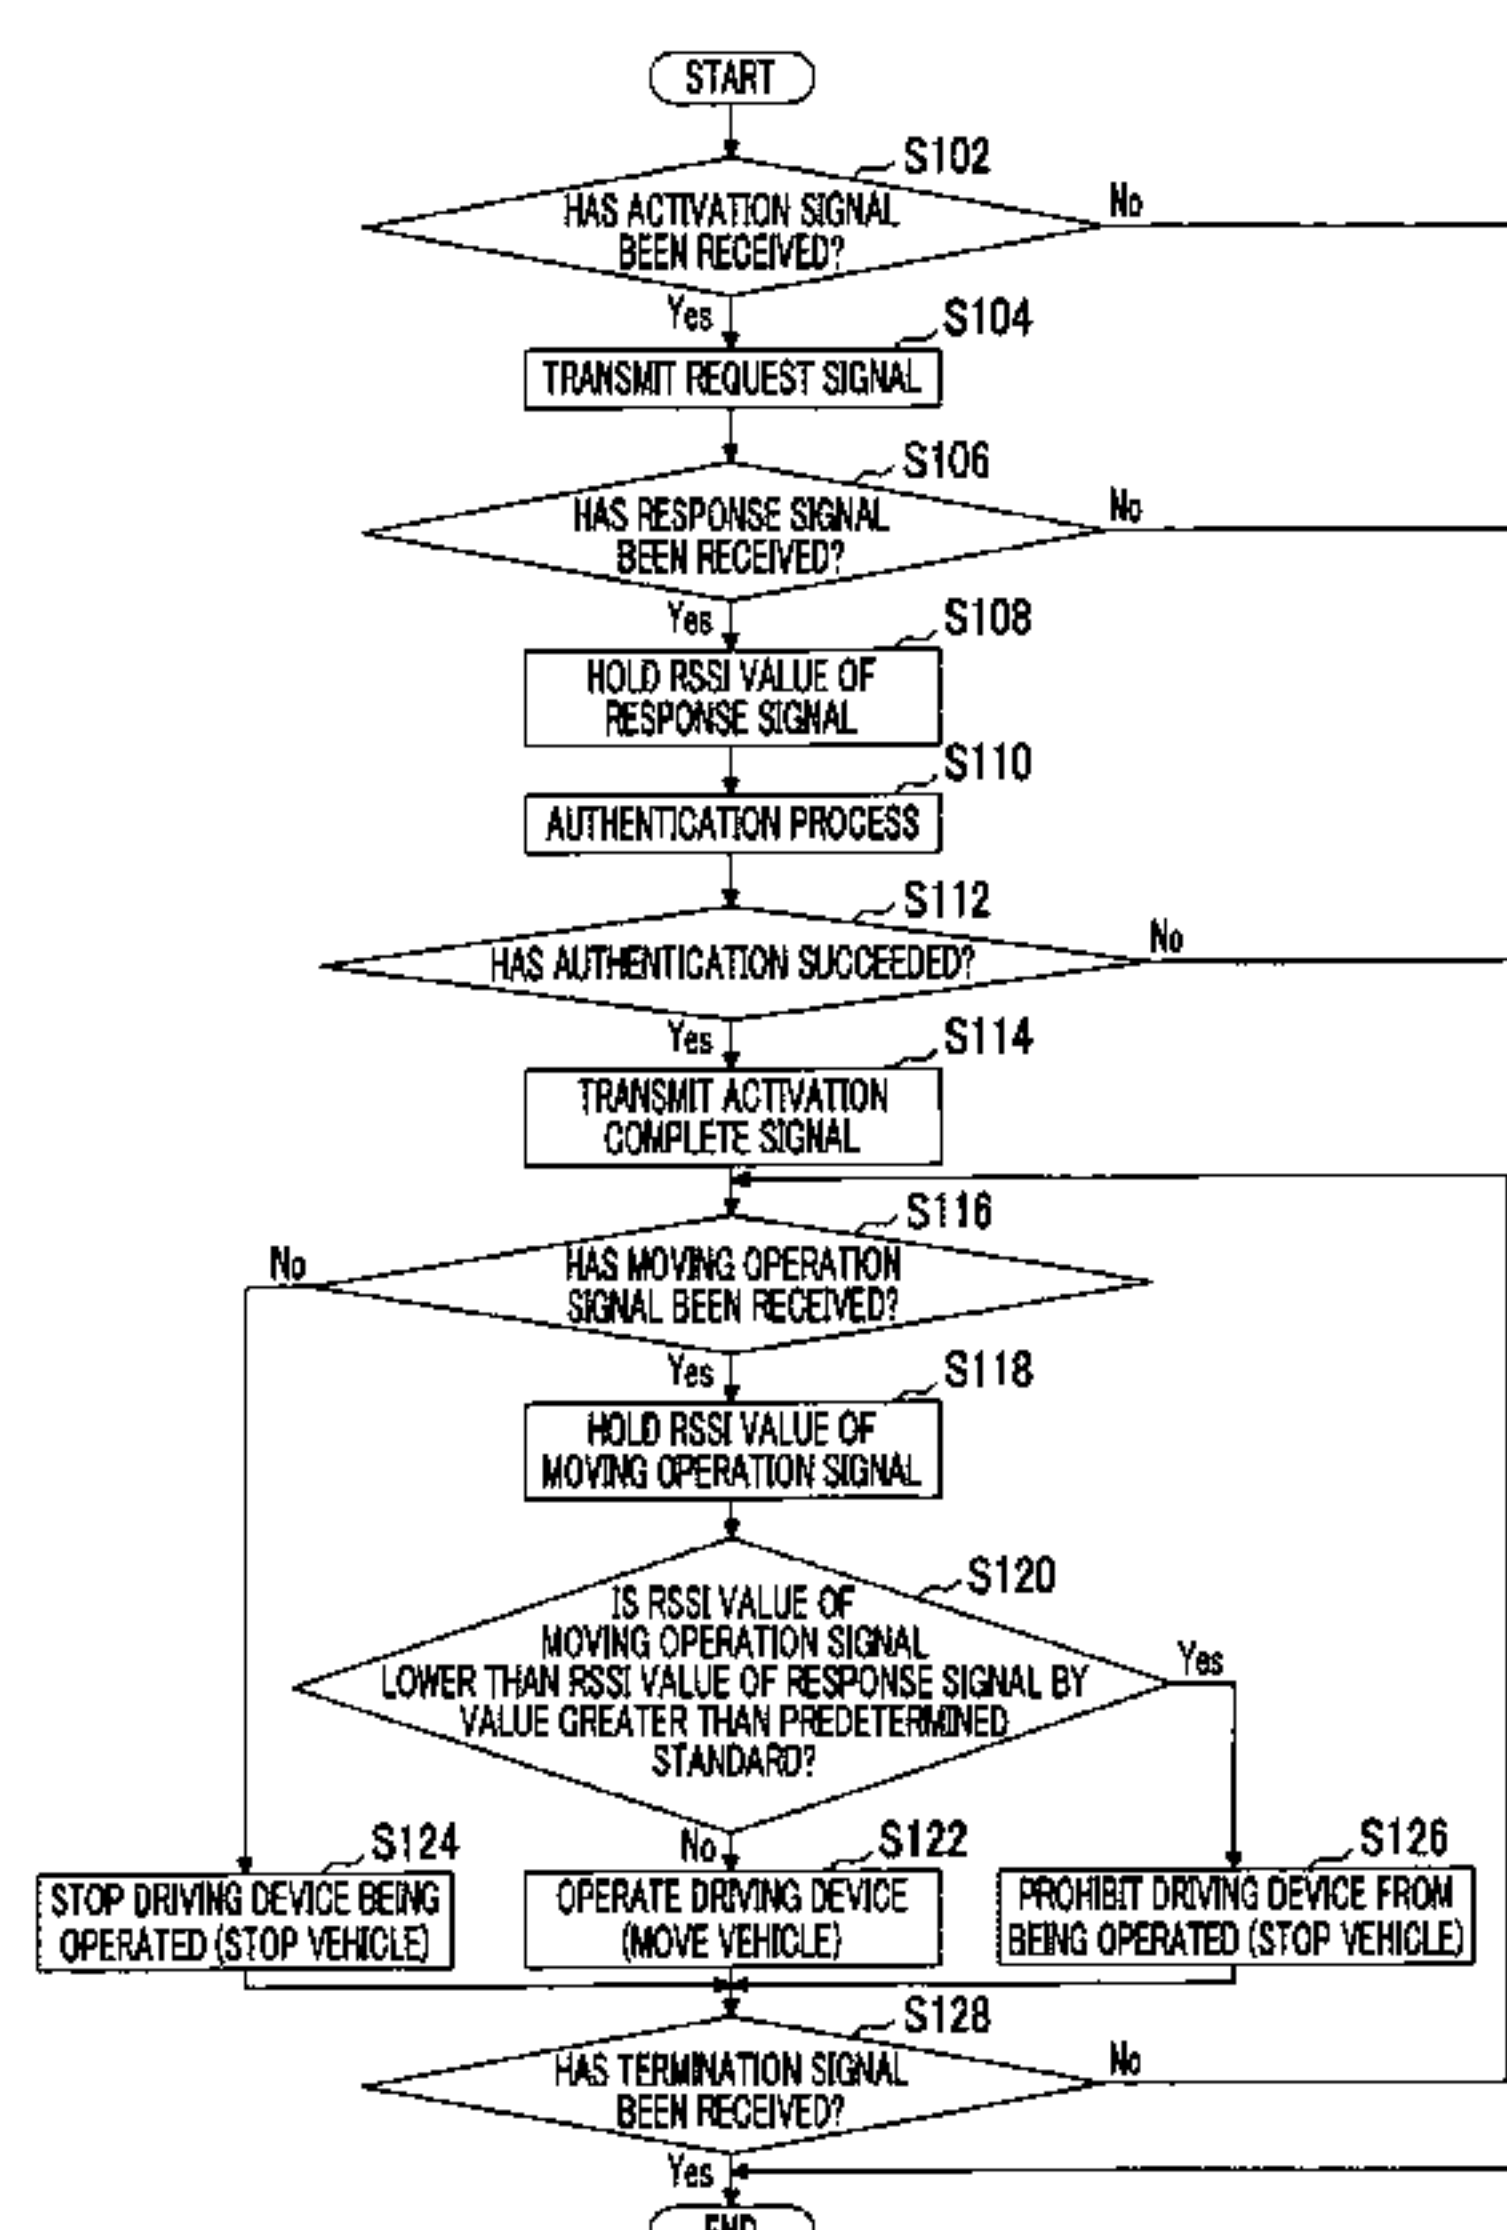 START
S102
HAS ACTIVATION SIGNAL
BEEN RECEIVED?
No
Yes
S104
TRANSMIT REQUEST SIGNAL
S106
HAS RESPONSE SIGNAL
BEEN RECEIVED?
No
Yes
S108
HOLD RSSI VALUE OF
RESPONSE SIGNAL
S110
AUTHENTICATION PROCESS
S112
HAS AUTHENTICATION SUCCEEDED?
No
Yes
S114
TRANSMIT ACTIVATION
COMPLETE SIGNAL
S116
HAS MOVING OPERATION
SIGNAL BEEN RECEIVED?
No
Yes
S118
HOLD RSSI VALUE OF
MOVING OPERATION SIGNAL
S120
IS RSSI VALUE OF
MOVING OPERATION SIGNAL
LOWER THAN RSSI VALUE OF RESPONSE SIGNAL BY
VALUE GREATER THAN PREDETERMINED
STANDARD?
Yes
No
S124
STOP DRIVING DEVICE BEING
OPERATED (STOP VEHICLE)
S122
OPERATE DRIVING DEVICE
(MOVE VEHICLE)
S126
PROHIBIT DRIVING DEVICE FROM
BEING OPERATED (STOP VEHICLE)
S128
HAS TERMINATION SIGNAL
BEEN RECEIVED?
No
Yes
END